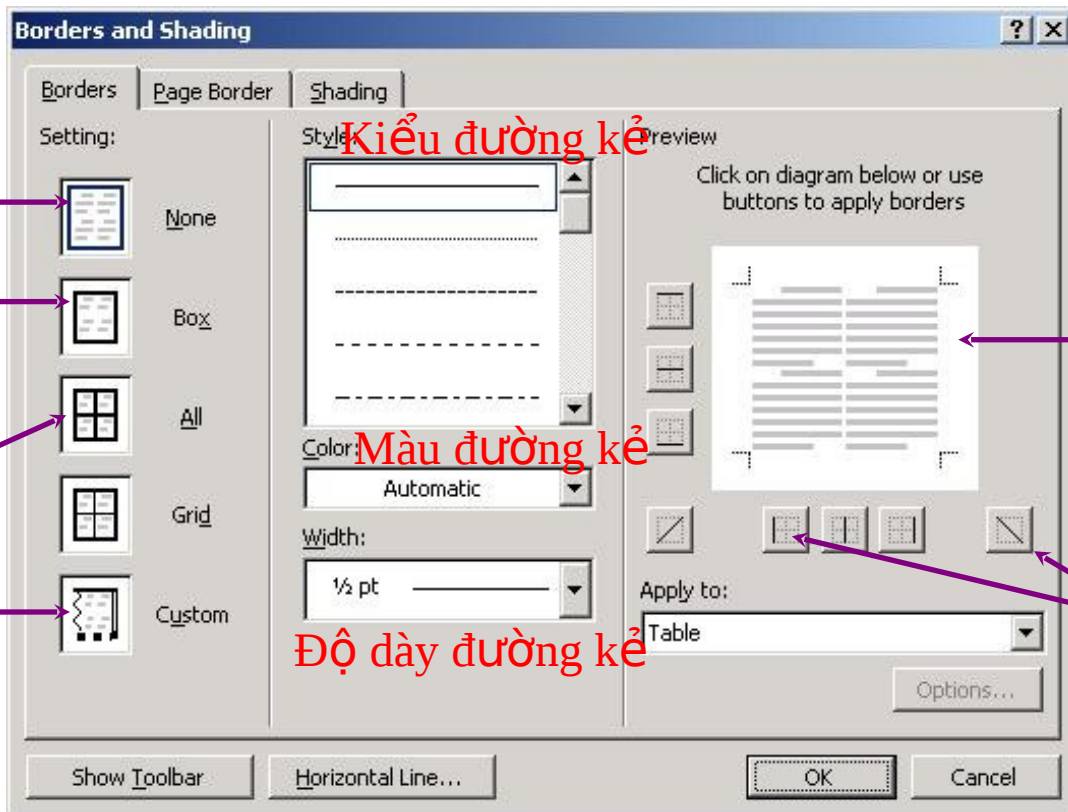 Borders and Shading
Borders
Page Border
Shading
Setting:
None
Box
All
Grid
Custom
Style:
Kiểu đường kẻ
Color:
Màu đường kẻ
Automatic
Width:
½ pt
Độ dày đường kẻ
Preview
Click on diagram below or use
buttons to apply borders
Apply to:
Table
Options...
Show Toolbar
Horizontal Line...
OK
Cancel